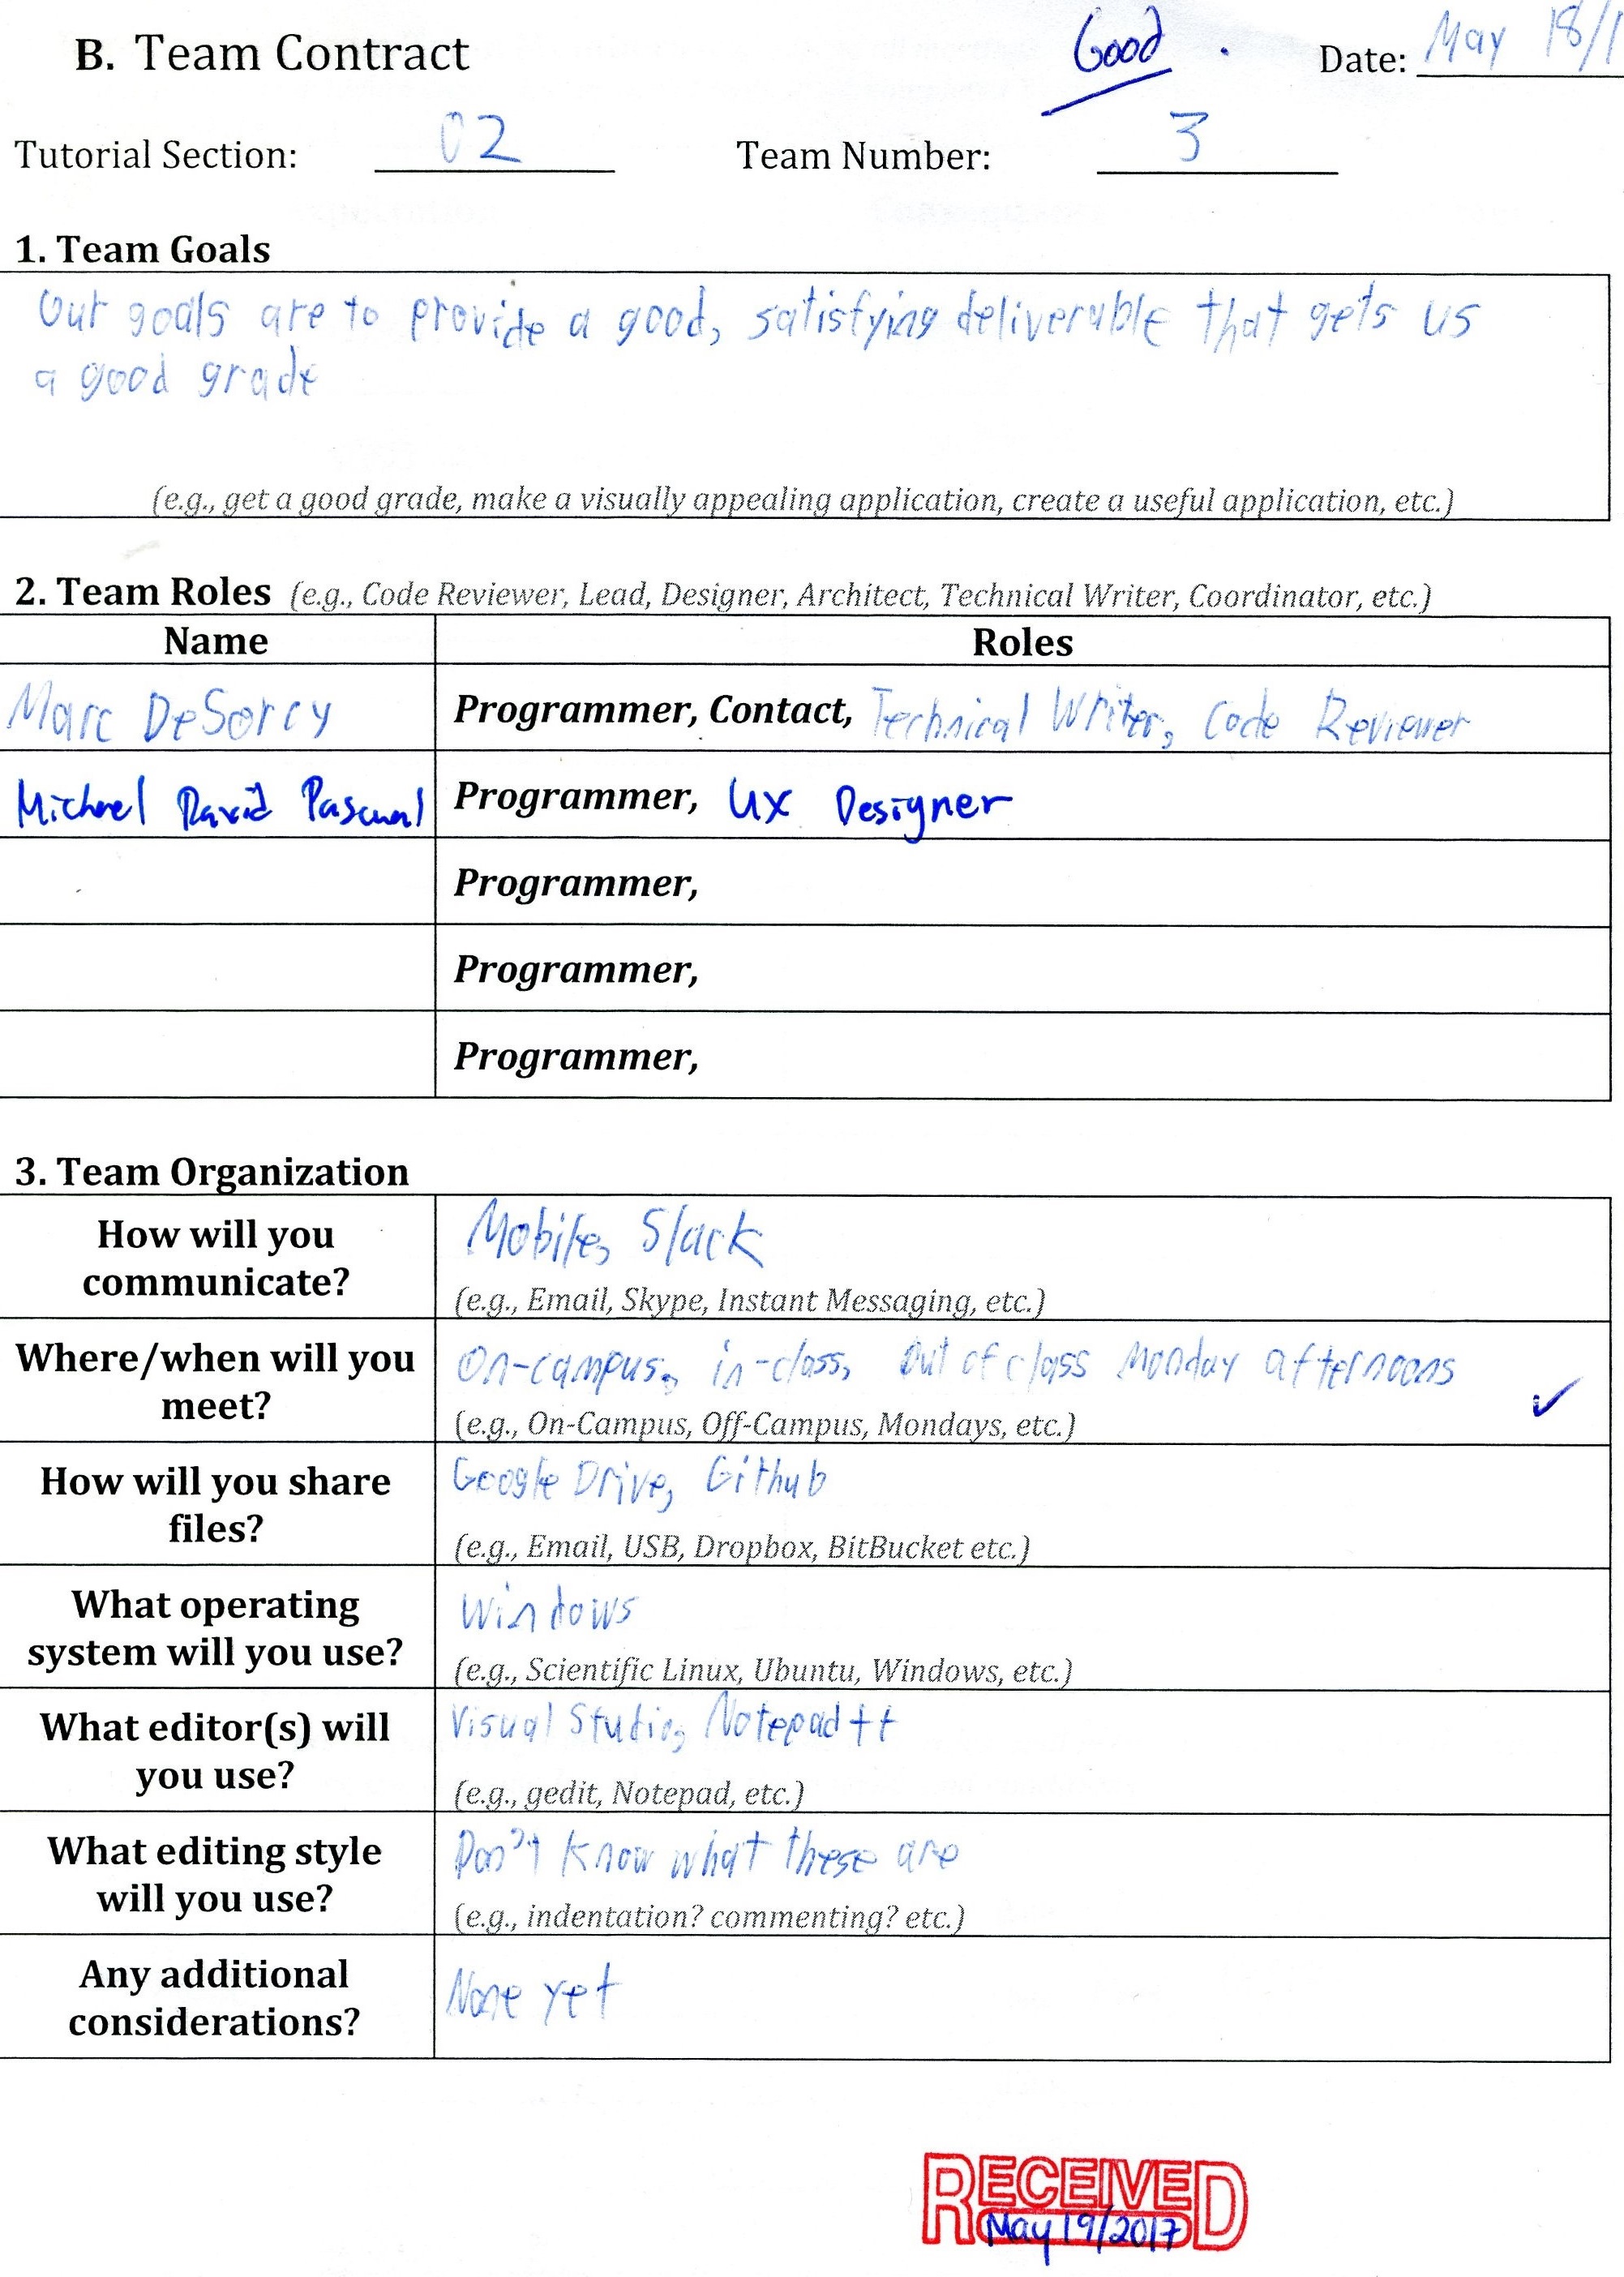 B. Team Contract
Good .
Date: May 18/1
Tutorial Section: 02 Team Number: 3
1. Team Goals
Our goals are to provide a good, satisfying deliverable that gets us
a good grade
(e.g., get a good grade, make a visually appealing application, create a useful application, etc.)
2. Team Roles (e.g., Code Reviewer, Lead, Designer, Architect, Technical Writer, Coordinator, etc.)
Name Roles
Marc DeSorcy Programmer, Contact, Technical Writer, Code Reviewer
Michael David Pascual Programmer, UX Designer
Programmer,
Programmer,
Programmer,
3. Team Organization
How will you
communicate?
Mobile, Slack
(e.g., Email, Skype, Instant Messaging, etc.)
Where/when will you
meet?
On-campus, in-class, out of class Monday afternoons ✓
(e.g., On-Campus, Off-Campus, Mondays, etc.)
How will you share
files?
Google Drive, Github
(e.g., Email, USB, Dropbox, BitBucket etc.)
What operating
system will you use?
Windows
(e.g., Scientific Linux, Ubuntu, Windows, etc.)
What editor(s) will
you use?
Visual Studio, Notepad++
(e.g., gedit, Notepad, etc.)
What editing style
will you use?
Don't know what these are
(e.g., indentation? commenting? etc.)
Any additional
considerations?
None yet
RECEIVED
May 19/2017